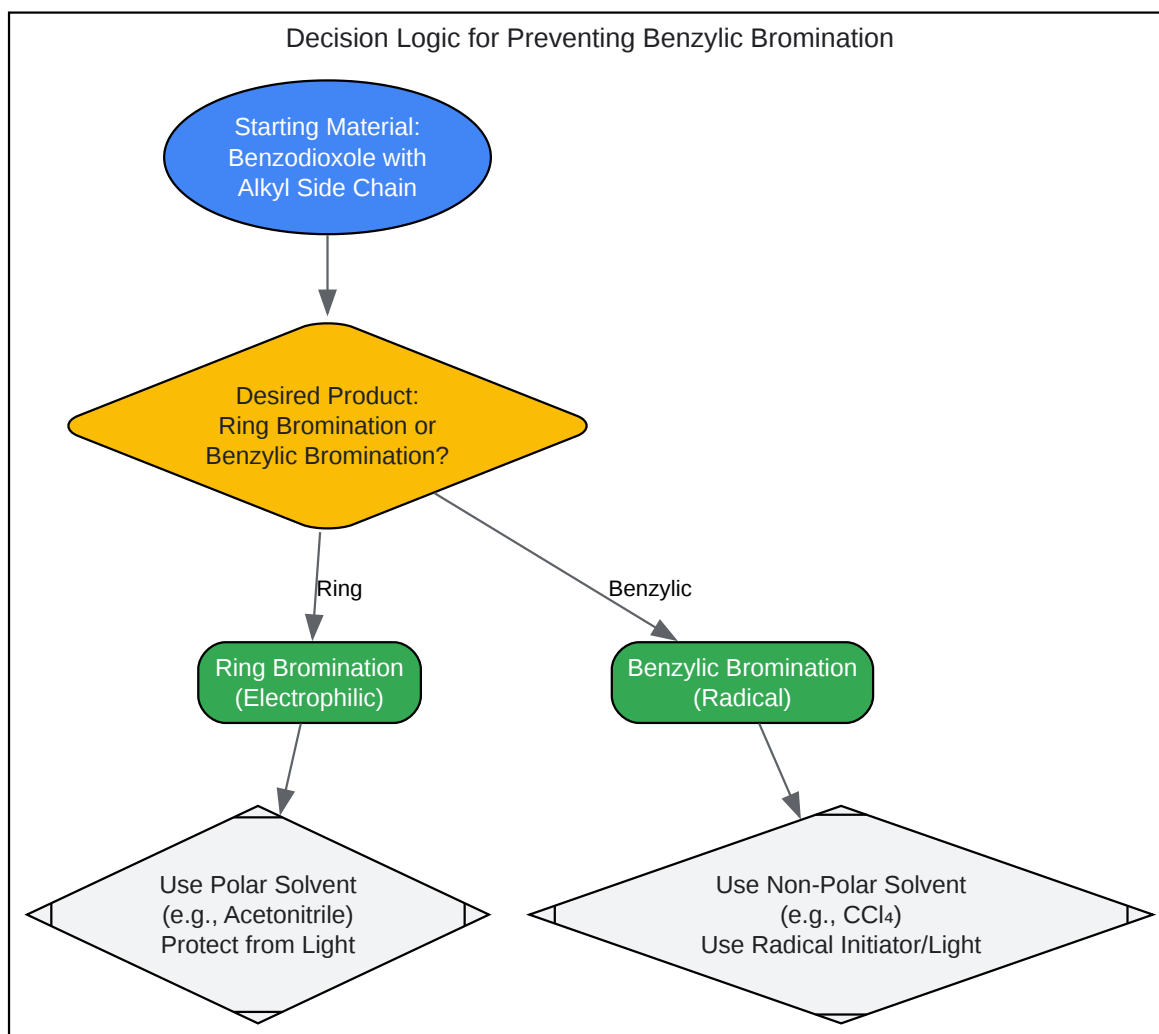 Decision Logic for Preventing Benzylic Bromination
Starting Material:
Benzodioxole with
Alkyl Side Chain
Desired Product:
Ring Bromination or
Benzylic Bromination?
Ring
Benzylic
Ring Bromination
(Electrophilic)
Benzylic Bromination
(Radical)
Use Polar Solvent
(e.g., Acetonitrile)
Protect from Light
Use Non-Polar Solvent
(e.g., CCl₄)
Use Radical Initiator/Light